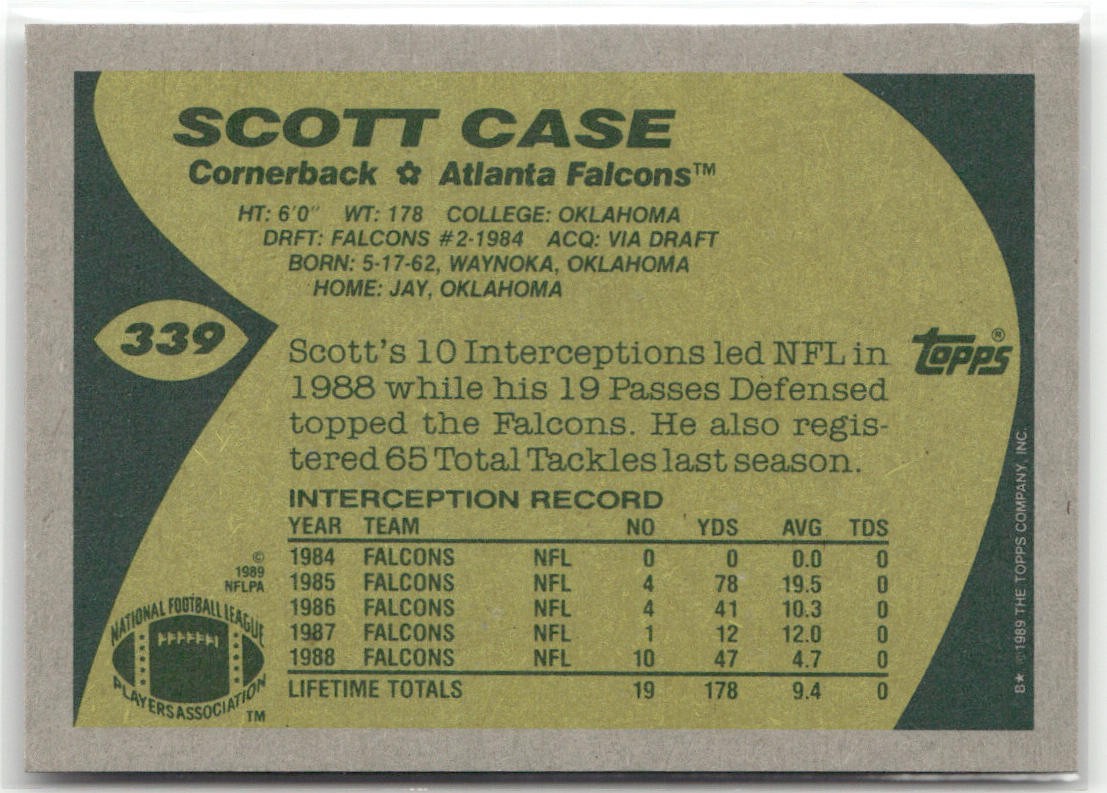 SCOTT CASE
Cornerback ✿ Atlanta Falcons™
HT: 6'0" WT: 178 COLLEGE: OKLAHOMA
DRFT: FALCONS #2-1984 ACQ: VIA DRAFT
BORN: 5-17-62, WAYNOKA, OKLAHOMA
HOME: JAY, OKLAHOMA
339
Scott's 10 Interceptions led NFL in
1988 while his 19 Passes Defensed
topped the Falcons. He also regis-
tered 65 Total Tackles last season.
topps®
INTERCEPTION RECORD
YEAR TEAM NO YDS AVG TDS
1984 FALCONS NFL 0 0 0.0 0
1985 FALCONS NFL 4 78 19.5 0
1986 FALCONS NFL 4 41 10.3 0
1987 FALCONS NFL 1 12 12.0 0
1988 FALCONS NFL 10 47 4.7 0
LIFETIME TOTALS 19 178 9.4 0
©
1989
NFLPA
NATIONAL FOOTBALL LEAGUE
PLAYERS ASSOCIATION
TM
B★ ©1989 THE TOPPS COMPANY, INC.